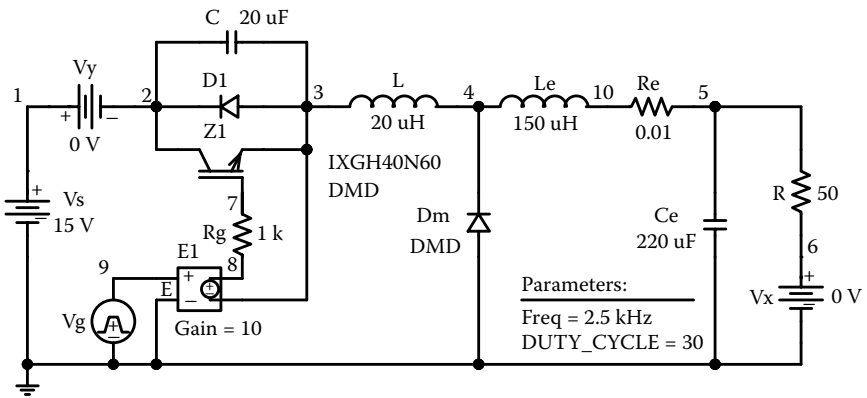 C 20 uF
Vy
D1
1
2
3
L
4
Le
10
Re
5
+ −
0 V
Z1
20 uH
150 uH
0.01
IXGH40N60
DMD
+
Vs
−
15 V
7
Rg
1 k
Dm
DMD
Ce
220 uF
R
50
6
E1
8
9
+
E
−
+
−
Vg
+
−
Gain = 10
Parameters:
Freq = 2.5 kHz
DUTY_CYCLE = 30
Vx
+
−
0 V